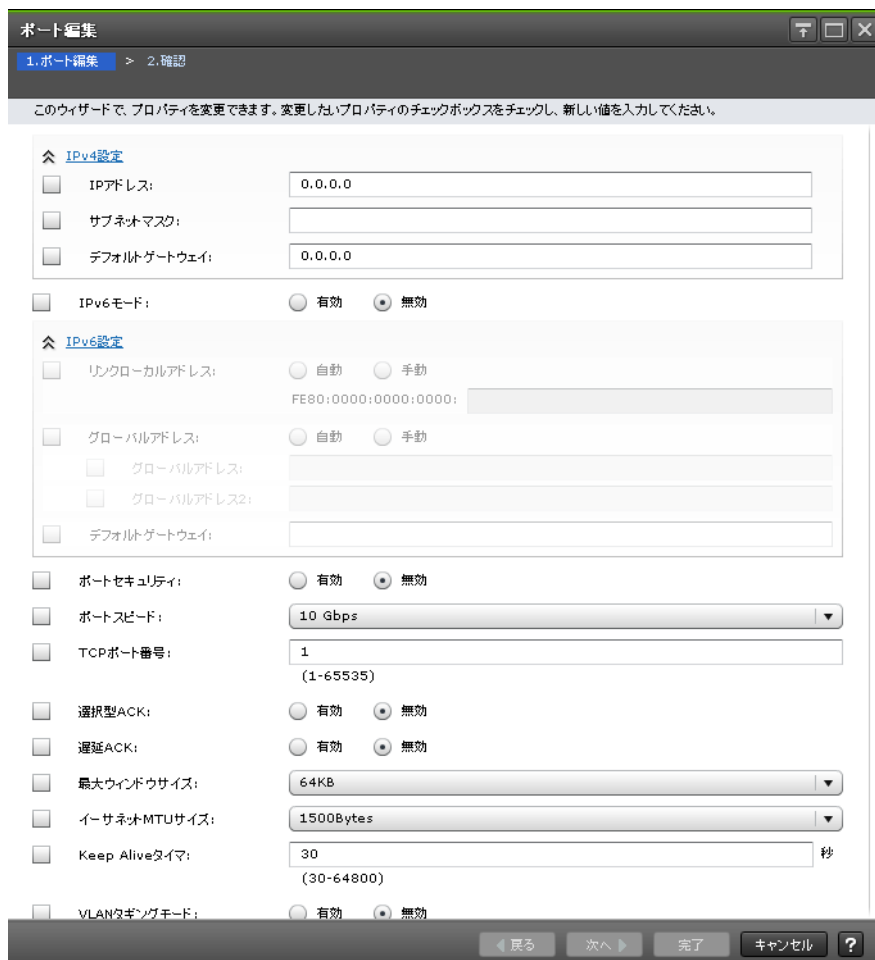 ポート編集
1.ポート編集 > 2.確認
このウィザードで、プロパティを変更できます。変更したいプロパティのチェックボックスをチェックし、新しい値を入力してください。
IPv4設定
IPアドレス: 0.0.0.0
サブネットマスク:
デフォルトゲートウェイ: 0.0.0.0
IPv6モード: 有効 無効
IPv6設定
リンクローカルアドレス: 自動 手動
FE80:0000:0000:0000:
グローバルアドレス: 自動 手動
グローバルアドレス:
グローバルアドレス2:
デフォルトゲートウェイ:
ポートセキュリティ: 有効 無効
ポートスピード: 10 Gbps
TCPポート番号: 1
(1-65535)
選択型ACK: 有効 無効
遅延ACK: 有効 無効
最大ウィンドウサイズ: 64KB
イーサネットMTUサイズ: 1500Bytes
Keep Aliveタイマ: 30 秒
(30-64800)
VLANタギングモード: 有効 無効
戻る 次へ 完了 キャンセル ?